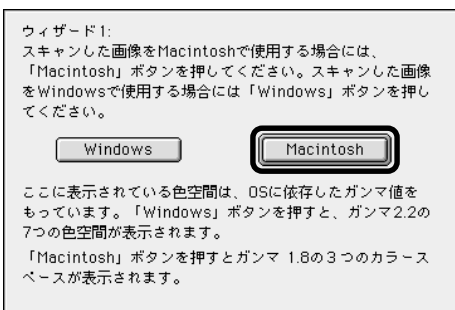 ウィザード1:
スキャンした画像をMacintoshで使用する場合には、
「Macintosh」ボタンを押してください。スキャンした画像
をWindowsで使用する場合には「Windows」ボタンを押し
てください。
Windows Macintosh
ここに表示されている色空間は、OSに依存したガンマ値を
もっています。「Windows」ボタンを押すと、ガンマ2.2の
7つの色空間が表示されます。
「Macintosh」ボタンを押すとガンマ 1.8の3つのカラース
ペースが表示されます。